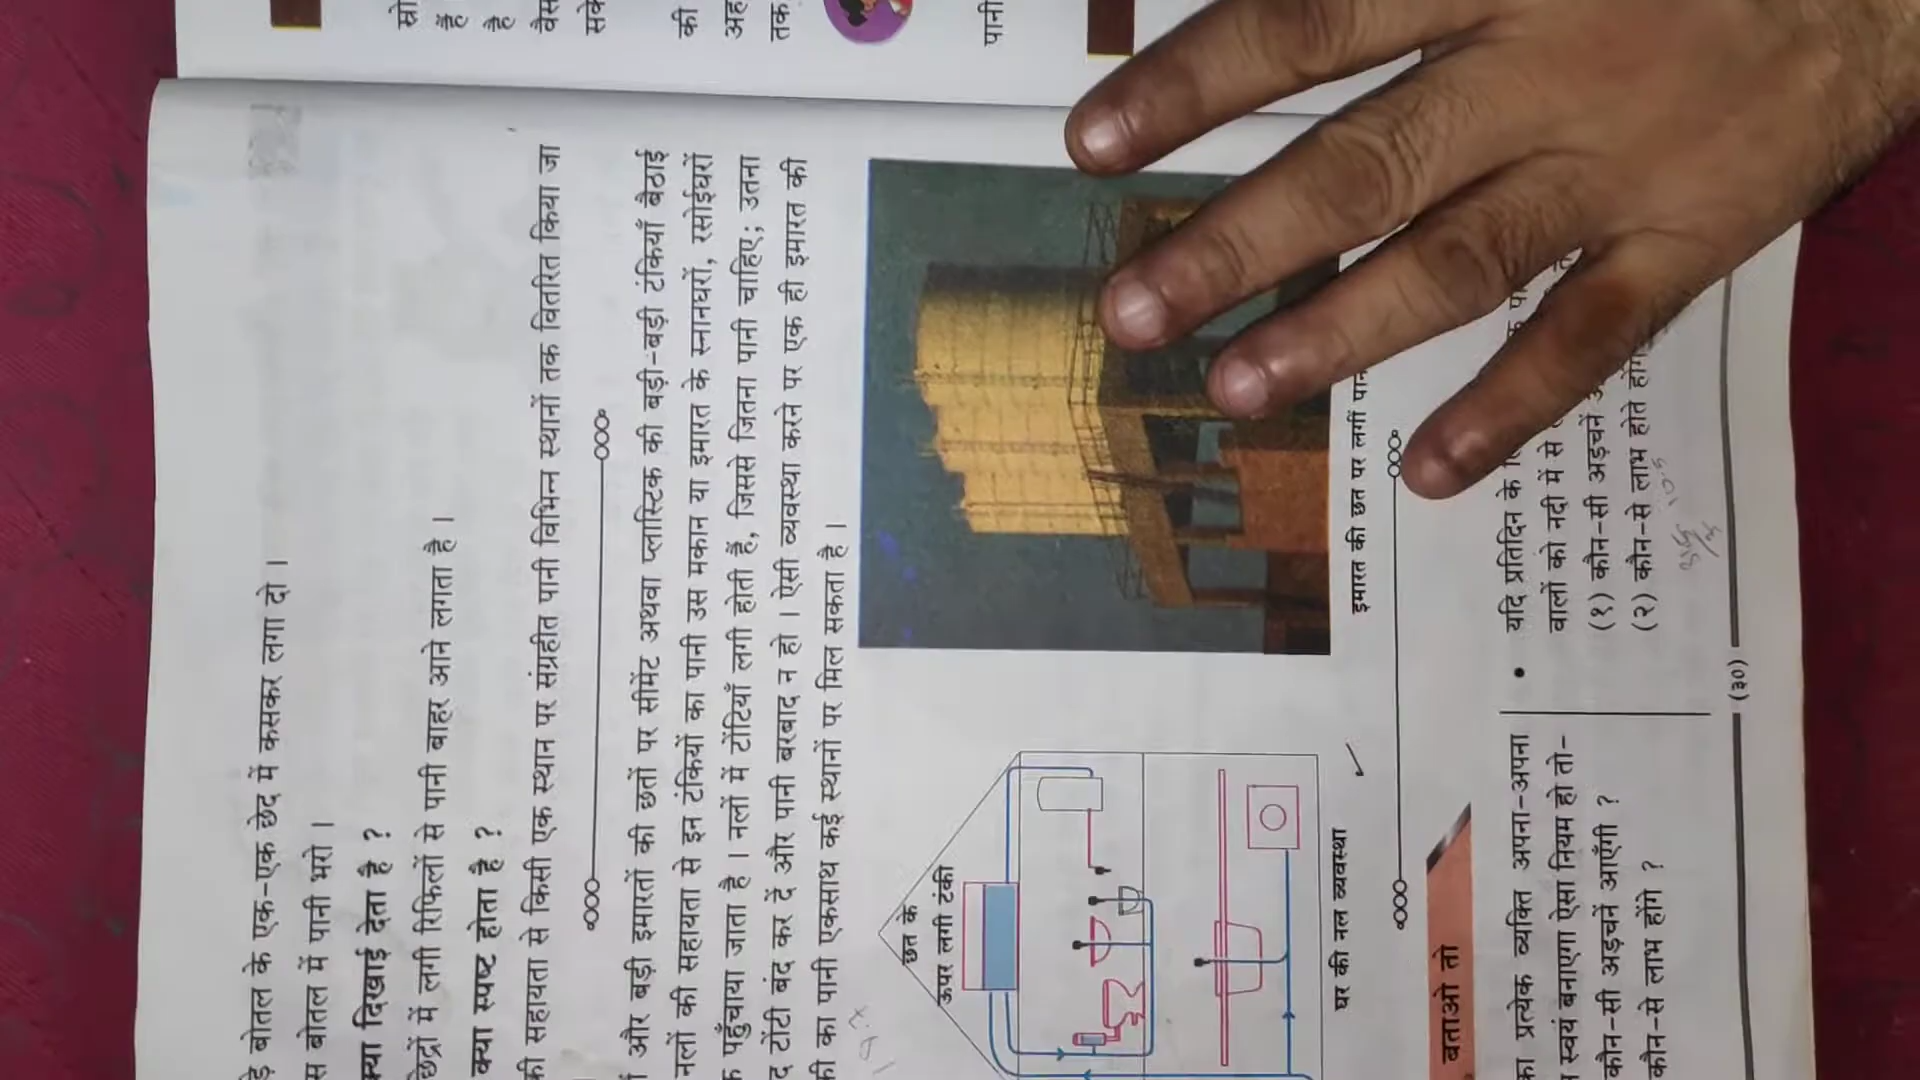 सो
हैं
है
वैस
सके
की
अह
तक
पानी
ड़े बोतल के एक-एक छेद में कसकर लगा दो ।
स बोतल में पानी भरो ।
क्या दिखाई देता है ?
छेद्रों में लगी रिफिलों से पानी बाहर आने लगता है ।
क्या स्पष्ट होता है ?
की सहायता से किसी एक स्थान पर संग्रहीत पानी विभिन्न स्थानों तक वितरित किया जा
और बड़ी इमारतों की छतों पर सीमेंट अथवा प्लास्टिक की बड़ी-बड़ी टंकियाँ बैठाई
नलों की सहायता से इन टंकियों का पानी उस मकान या इमारत के स्नानघरों, रसोईघरों
क पहुँचाया जाता है । नलों में टोंटियाँ लगी होती हैं, जिससे जितना पानी चाहिए; उतना
द टोंटी बंद कर दें और पानी बरबाद न हो । ऐसी व्यवस्था करने पर एक ही इमारत की
की का पानी एकसाथ कई स्थानों पर मिल सकता है ।
छत के
ऊपर लगी टंकी
घर की नल व्यवस्था
इमारत की छत पर लगीं पान
बताओ तो
का प्रत्येक व्यक्ति अपना-अपना
स्वयं बनाएगा ऐसा नियम हो तो-
कौन-सी अड़चनें आएँगी ?
कौन-से लाभ होंगे ?
• यदि प्रतिदिन के
वालों को नदी में से
(१) कौन-सी अड़चनें
(२) कौन-से लाभ होते होंगे
(३०)